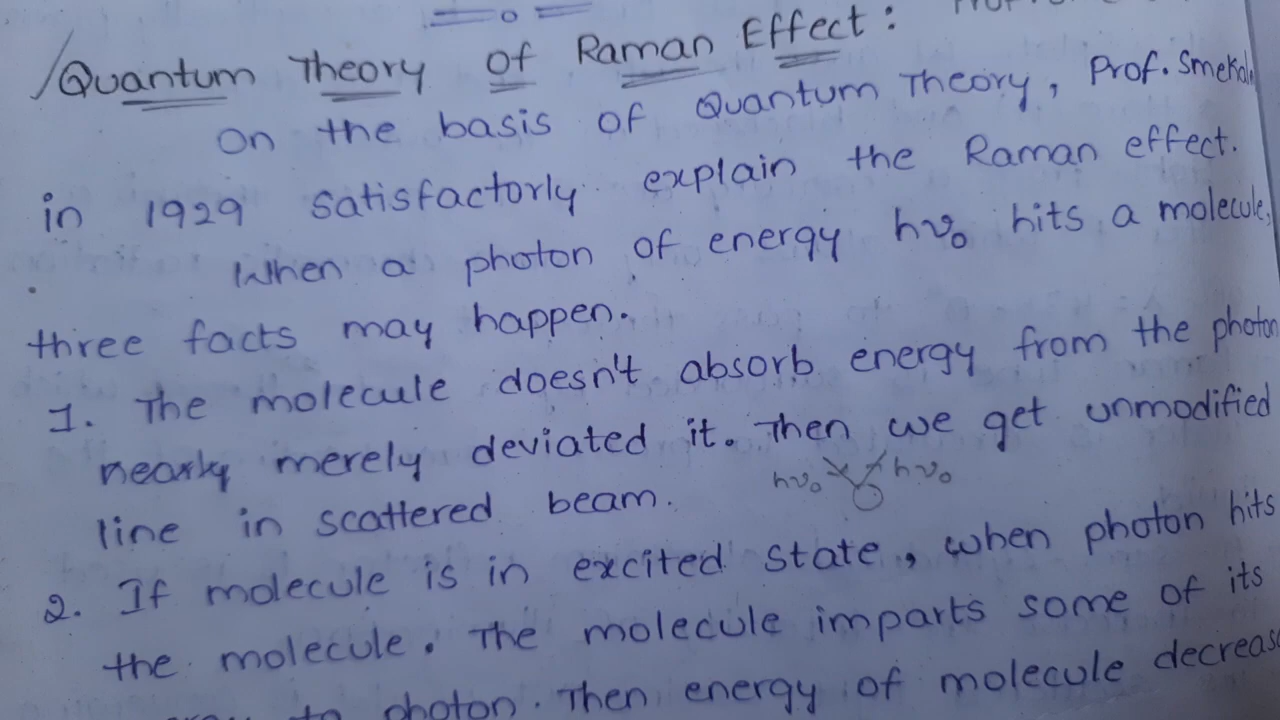 Quantum Theory of Raman Effect:
On the basis of Quantum Theory, Prof. Smekal
in 1929 satisfactorly explain the Raman effect.
When a photon of energy hν₀ hits a molecule,
three facts may happen.
1. The molecule doesn't absorb energy from the photon
merely deviated it. Then we get unmodified
hν₀ hν₀
line in scattered beam.
2. If molecule is in excited state, when photon hits
the molecule. The molecule imparts some of its
to photon. Then energy of molecule decreas